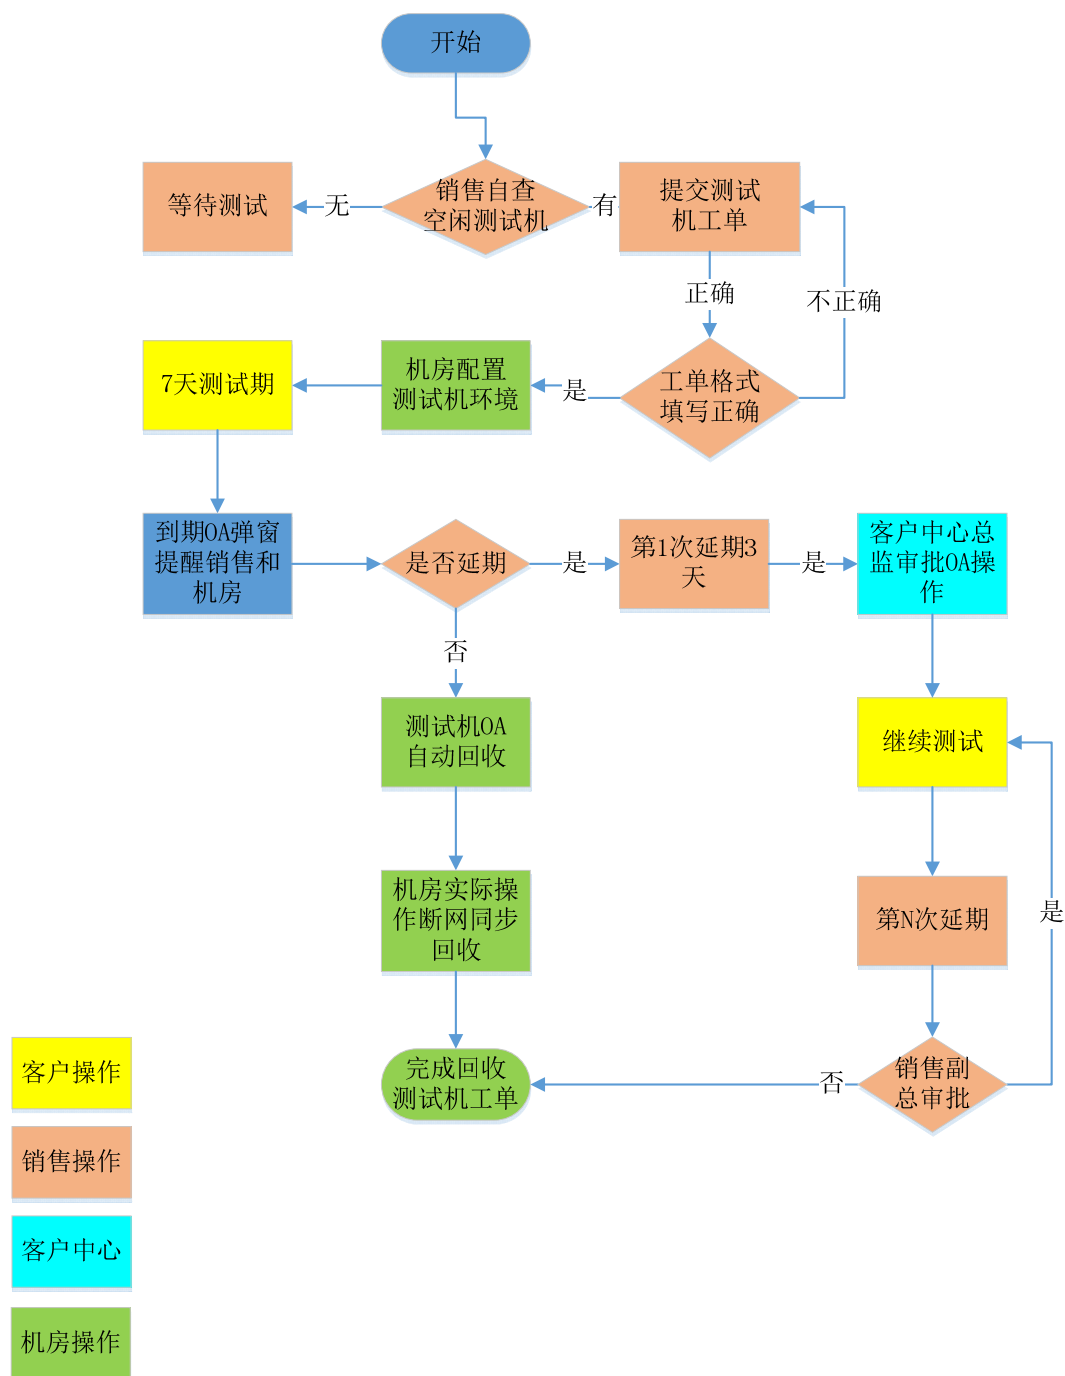 开始
销售自查
空闲测试机
无
等待测试
有
提交测试
机工单
正确
不正确
工单格式
填写正确
是
机房配置
测试机环境
7天测试期
到期OA弹窗
提醒销售和
机房
是否延期
是
第1次延期3
天
是
客户中心总
监审批OA操
作
否
测试机OA
自动回收
继续测试
机房实际操
作断网同步
回收
第N次延期
是
销售副
总审批
否
完成回收
测试机工单
客户操作
销售操作
客户中心
机房操作